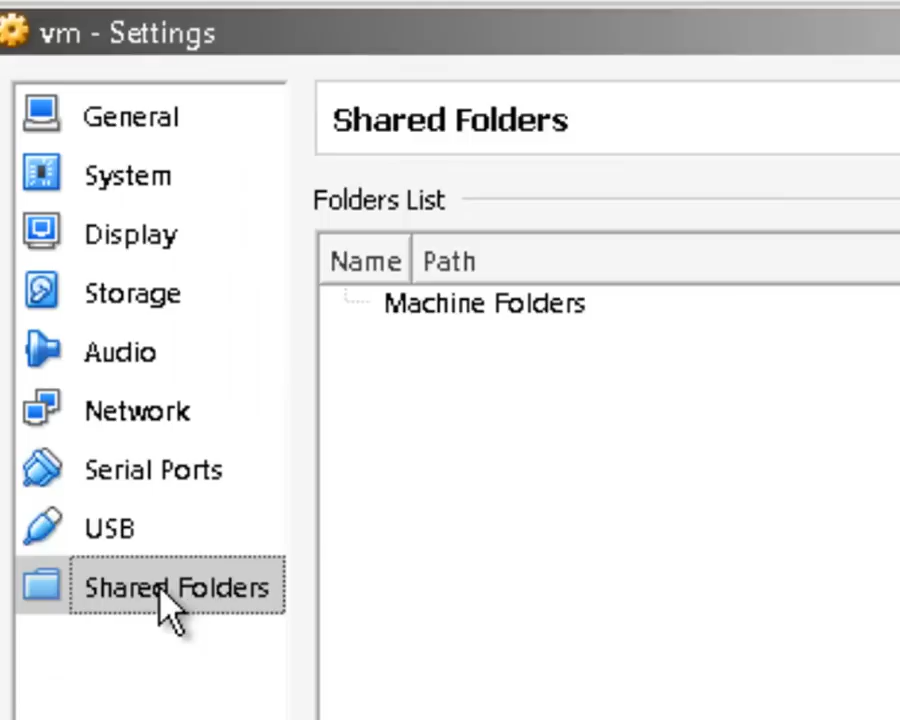 vm - Settings
General
System
Display
Storage
Audio
Network
Serial Ports
USB
Shared Folders
Shared Folders
Folders List
Name Path
Machine Folders